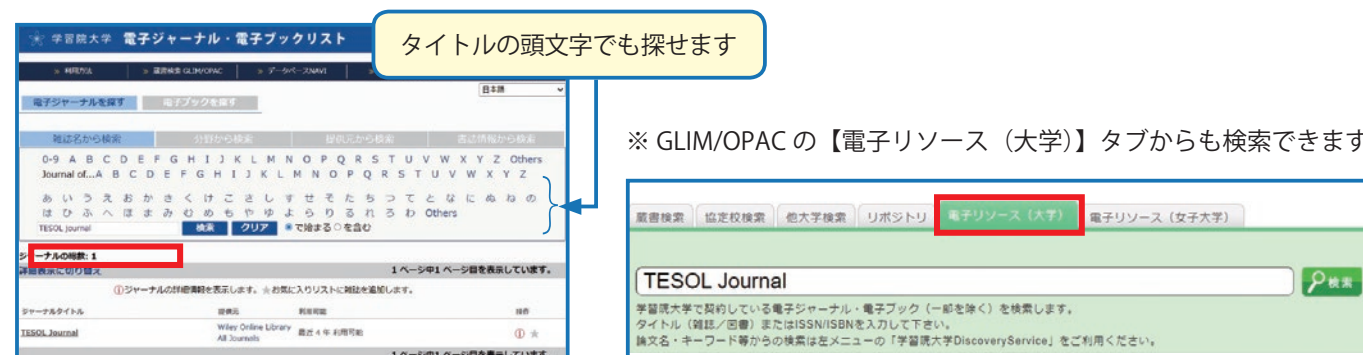 学習院大学 電子ジャーナル・電子ブックリスト
タイトルの頭文字でも探せます
» 利用方法 » 蔵書検索 GLIM/OPAC » データベースNAVI »
日本語
電子ジャーナルを探す 電子ブックを探す
雑誌名から検索 分野から検索 提供元から検索 書誌情報から検索
0-9 A B C D E F G H I J K L M N O P Q R S T U V W X Y Z Others
Journal of...A B C D E F G H I J K L M N O P Q R S T U V W X Y Z
あ い う え お か き く け こ さ し す せ そ た ち つ て と な に ぬ ね の
は ひ ふ へ ほ ま み む め も や ゆ よ ら り る れ ろ わ Others
TESOL journal 検索 クリア で始まる を含む
ジャーナルの総数: 1
詳細表示に切り替え 1 ページ中1 ページ目を表示しています。
ジャーナルの詳細情報を表示します。☆お気に入りリストに雑誌を追加します。
ジャーナルタイトル 提供元 利用可能 操作
TESOL Journal Wiley Online Library All Journals 最近 4 年 利用可能
1 ページ中1 ページ目を表示しています
※ GLIM/OPAC の【電子リソース（大学）】タブからも検索できます
蔵書検索 協定校検索 他大学検索 リポジトリ 電子リソース（大学） 電子リソース（女子大学）
TESOL Journal 検索
学習院大学で契約している電子ジャーナル・電子ブック（一部を除く）を検索します。
タイトル（雑誌／図書）またはISSN/ISBNを入力して下さい。
論文名・キーワード等からの検索は左メニューの「学習院大学DiscoveryService」をご利用ください。